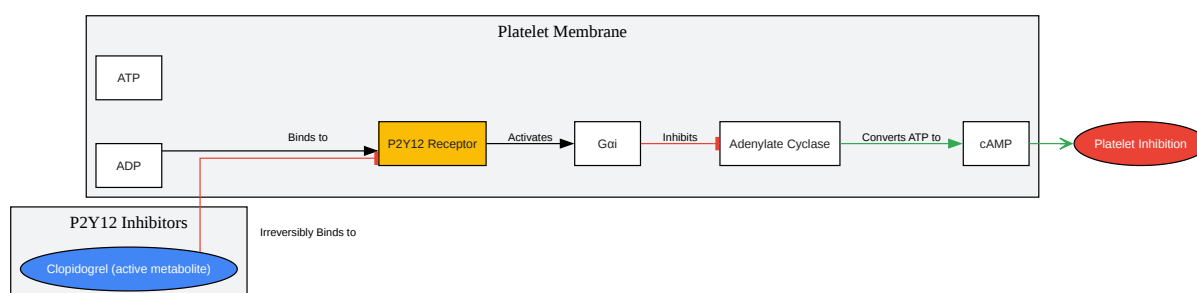 Platelet Membrane
ATP
ADP
Binds to
P2Y12 Receptor
Activates
Gαi
Inhibits
Adenylate Cyclase
Converts ATP to
cAMP
Platelet Inhibition
P2Y12 Inhibitors
Irreversibly Binds to
Clopidogrel (active metabolite)